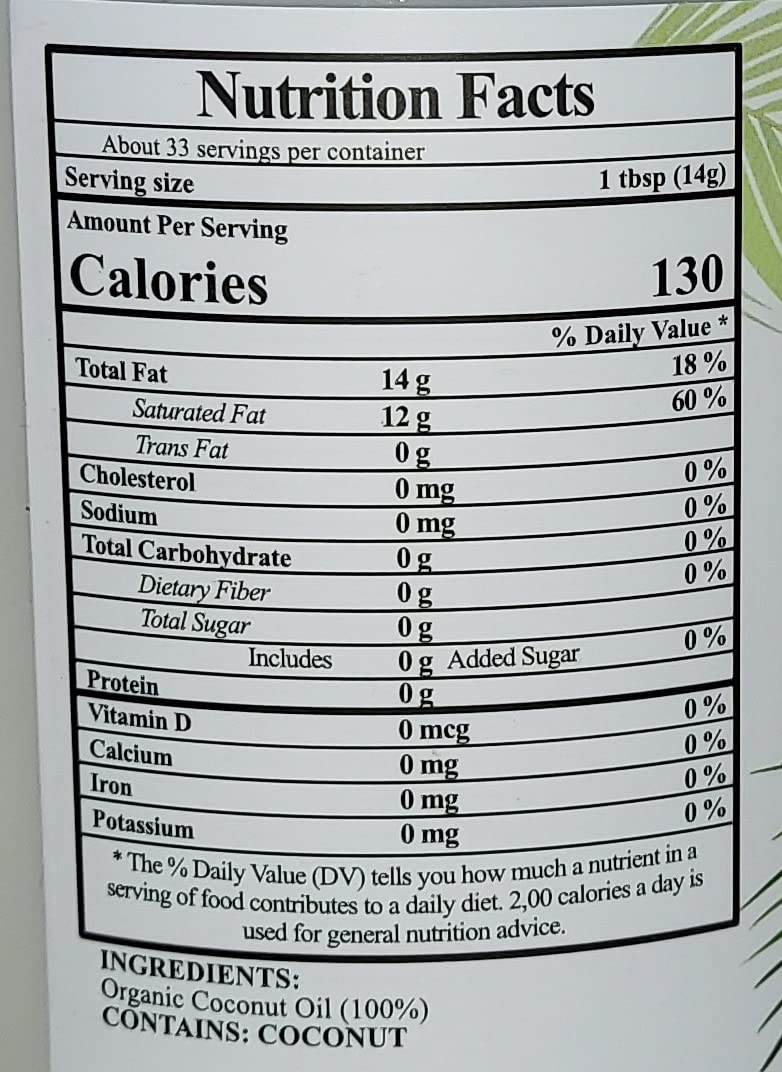 Nutrition Facts
About 33 servings per container
Serving size 1 tbsp (14g)
Amount Per Serving
Calories 130
% Daily Value *
Total Fat 14 g 18 %
Saturated Fat 12 g 60 %
Trans Fat 0 g
Cholesterol 0 mg 0 %
Sodium 0 mg 0 %
Total Carbohydrate 0 g 0 %
Dietary Fiber 0 g 0 %
Total Sugar 0 g
Includes 0 g Added Sugar 0 %
Protein 0 g
Vitamin D 0 mcg 0 %
Calcium 0 mg 0 %
Iron 0 mg 0 %
Potassium 0 mg 0 %
* The % Daily Value (DV) tells you how much a nutrient in a
serving of food contributes to a daily diet. 2,00 calories a day is
used for general nutrition advice.
INGREDIENTS:
Organic Coconut Oil (100%)
CONTAINS: COCONUT